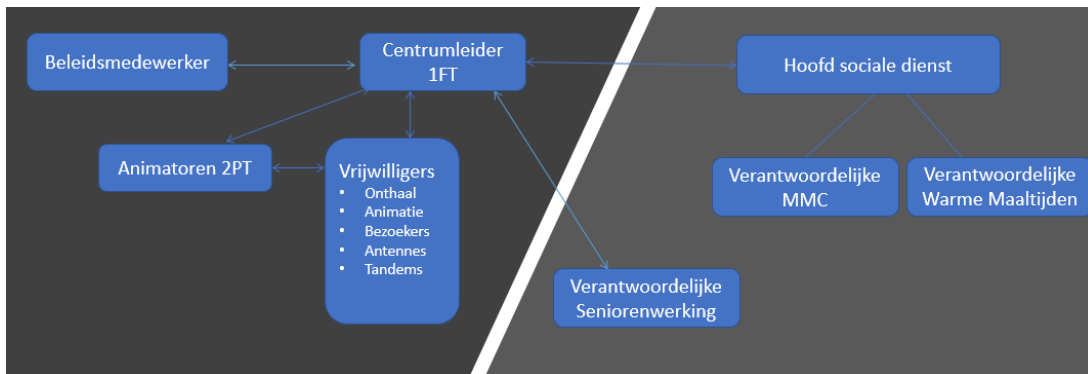 Beleidsmedewerker
Centrumleider
1FT
Hoofd sociale dienst
Animatoren 2PT
Vrijwilligers
• Onthaal
• Animatie
• Bezoekers
• Antennes
• Tandems
Verantwoordelijke
MMC
Verantwoordelijke
Warme Maaltijden
Verantwoordelijke
Seniorenwerking